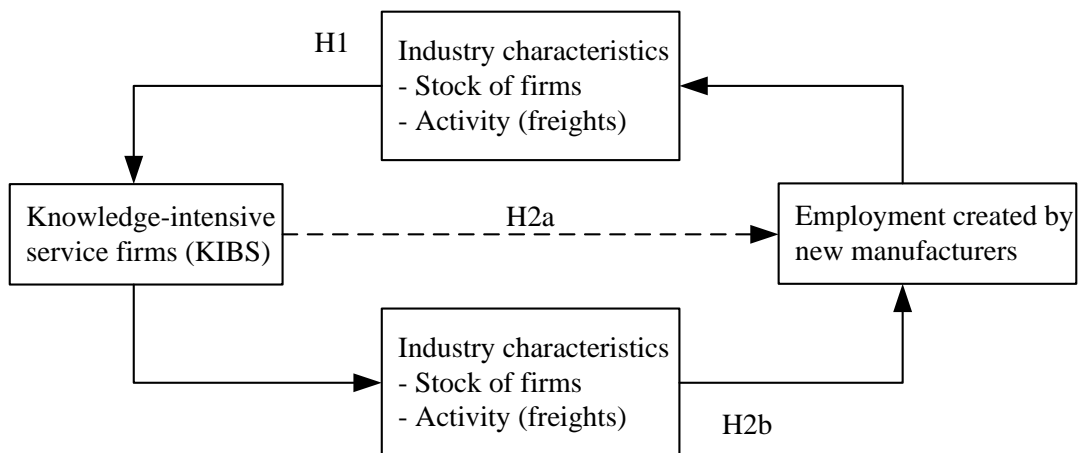 H1
Industry characteristics
- Stock of firms
- Activity (freights)
Knowledge-intensive
service firms (KIBS)
H2a
Employment created by
new manufacturers
Industry characteristics
- Stock of firms
- Activity (freights)
H2b